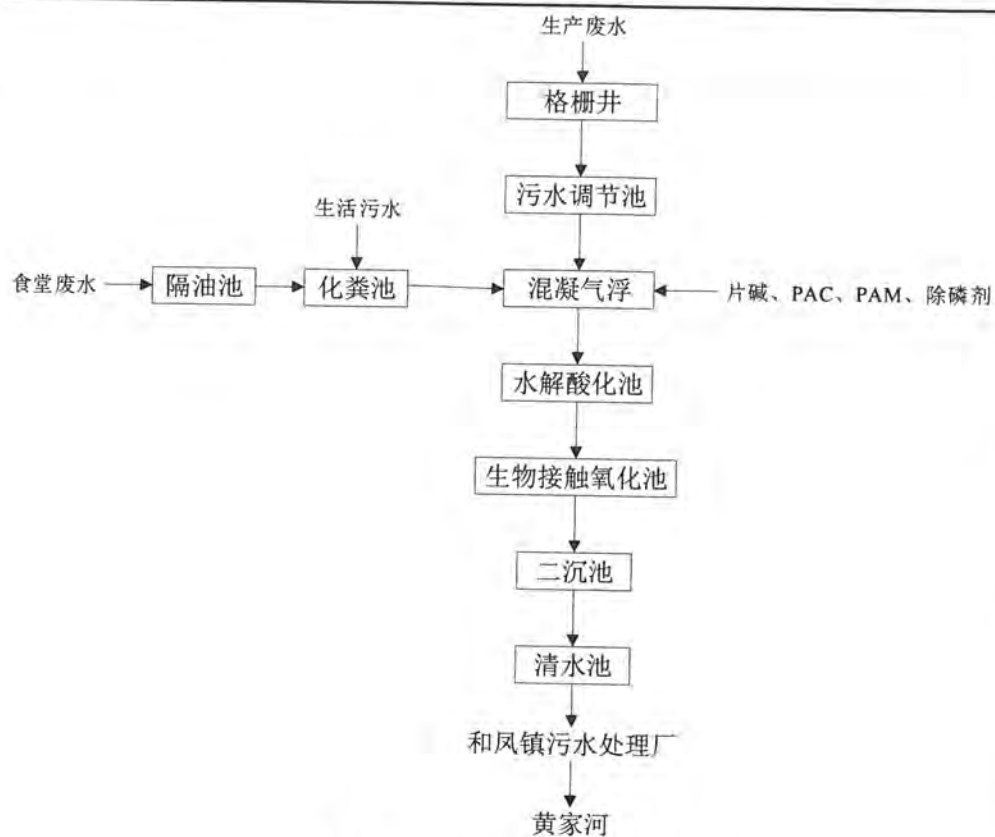 生产废水
格栅井
污水调节池
生活污水
食堂废水
隔油池
化粪池
混凝气浮
片碱、PAC、PAM、除磷剂
水解酸化池
生物接触氧化池
二沉池
清水池
和凤镇污水处理厂
黄家河